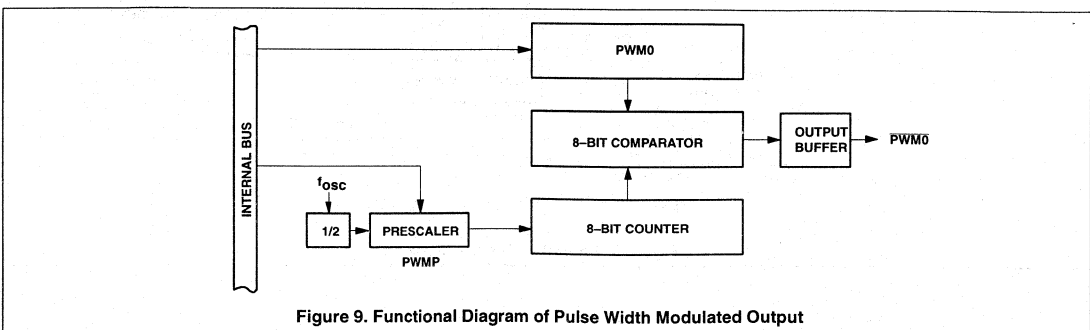 PWM0
INTERNAL BUS
8–BIT COMPARATOR
OUTPUT
BUFFER
PWM0
fosc
1/2
PRESCALER
8–BIT COUNTER
PWMP
Figure 9. Functional Diagram of Pulse Width Modulated Output